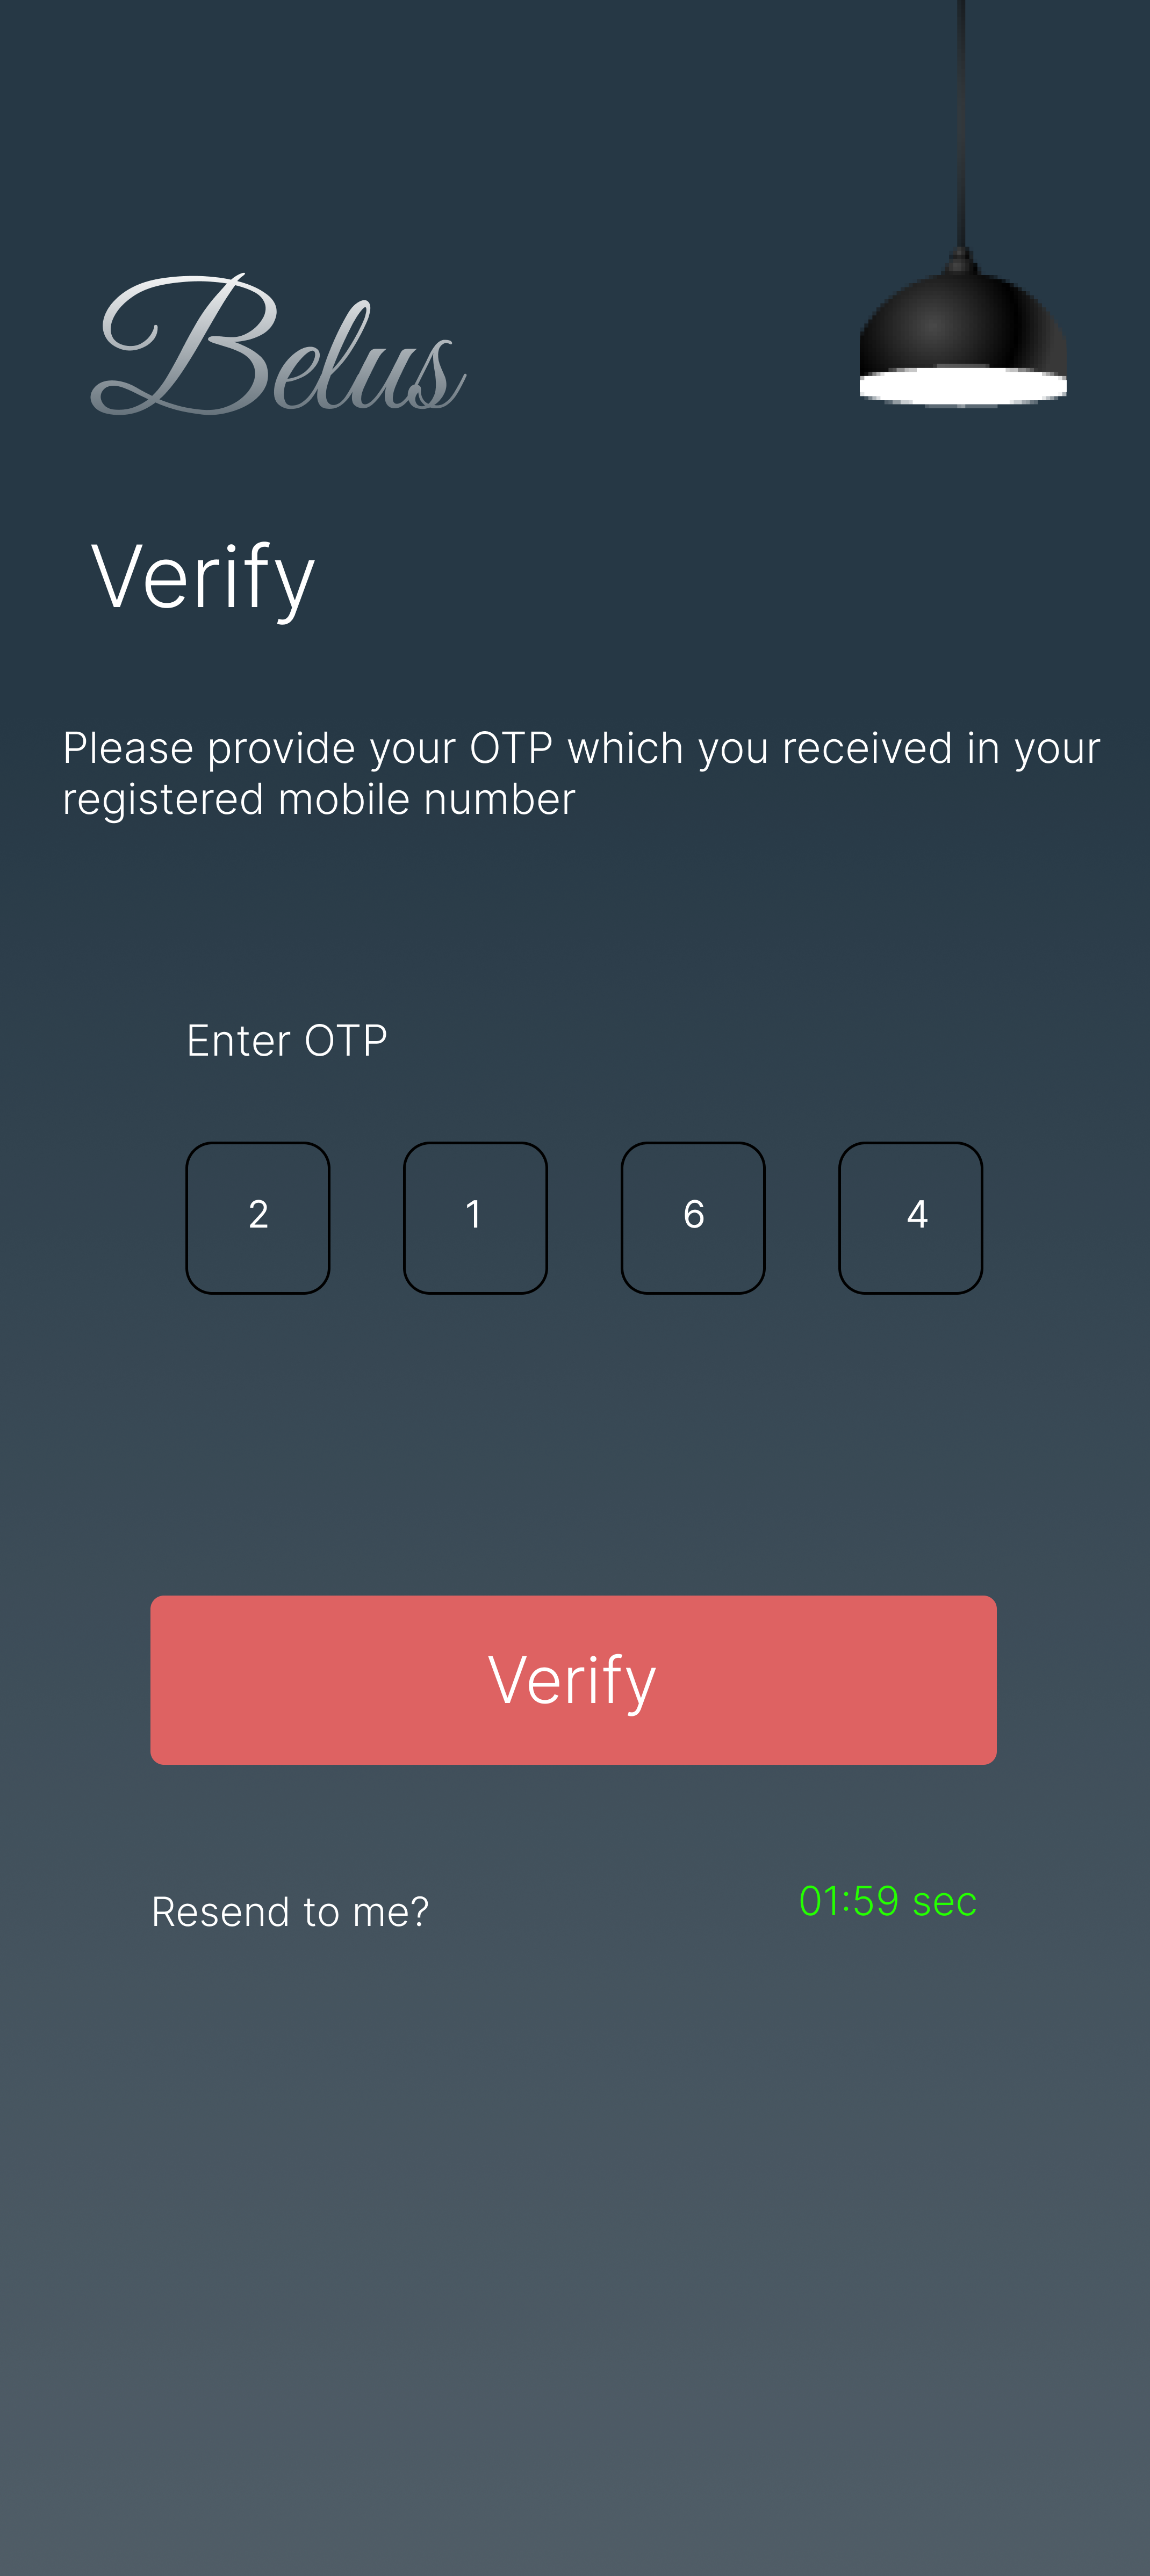 Belus
Verify
Please provide your OTP which you received in your
registered mobile number
Enter OTP
2 1 6 4
Verify
Resend to me? 01:59 sec